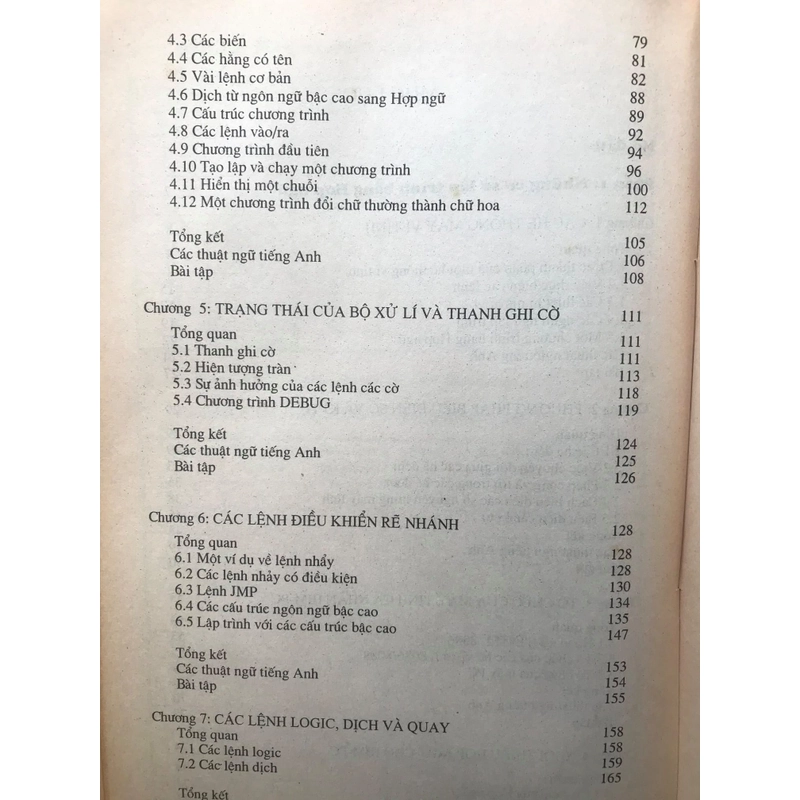 4.3 Các biến 79
4.4 Các hằng có tên 81
4.5 Vài lệnh cơ bản 82
4.6 Dịch từ ngôn ngữ bậc cao sang Hợp ngữ 88
4.7 Cấu trúc chương trình 89
4.8 Các lệnh vào/ra 92
4.9 Chương trình đầu tiên 94
4.10 Tạo lập và chạy một chương trình 96
4.11 Hiển thị một chuỗi 100
4.12 Một chương trình đổi chữ thường thành chữ hoa 112
Tổng kết 105
Các thuật ngữ tiếng Anh 106
Bài tập 108
Chương 5: TRẠNG THÁI CỦA BỘ XỬ LÍ VÀ THANH GHI CỜ 111
Tổng quan 111
5.1 Thanh ghi cờ 111
5.2 Hiện tượng tràn 113
5.3 Sự ảnh hưởng của các lệnh các cờ 118
5.4 Chương trình DEBUG 119
Tổng kết 124
Các thuật ngữ tiếng Anh 125
Bài tập 126
Chương 6: CÁC LỆNH ĐIỀU KHIỂN RẼ NHÁNH 128
Tổng quan 128
6.1 Một ví dụ về lệnh nhẩy 128
6.2 Các lệnh nhảy có điều kiện 130
6.3 Lệnh JMP 134
6.4 Các cấu trúc ngôn ngữ bậc cao 135
6.5 Lập trình với các cấu trúc bậc cao 147
Tổng kết 153
Các thuật ngữ tiếng Anh 154
Bài tập 155
Chương 7: CÁC LỆNH LOGIC, DỊCH VÀ QUAY 158
Tổng quan 158
7.1 Các lệnh logic 159
7.2 Các lệnh dịch 165
Tổng kết